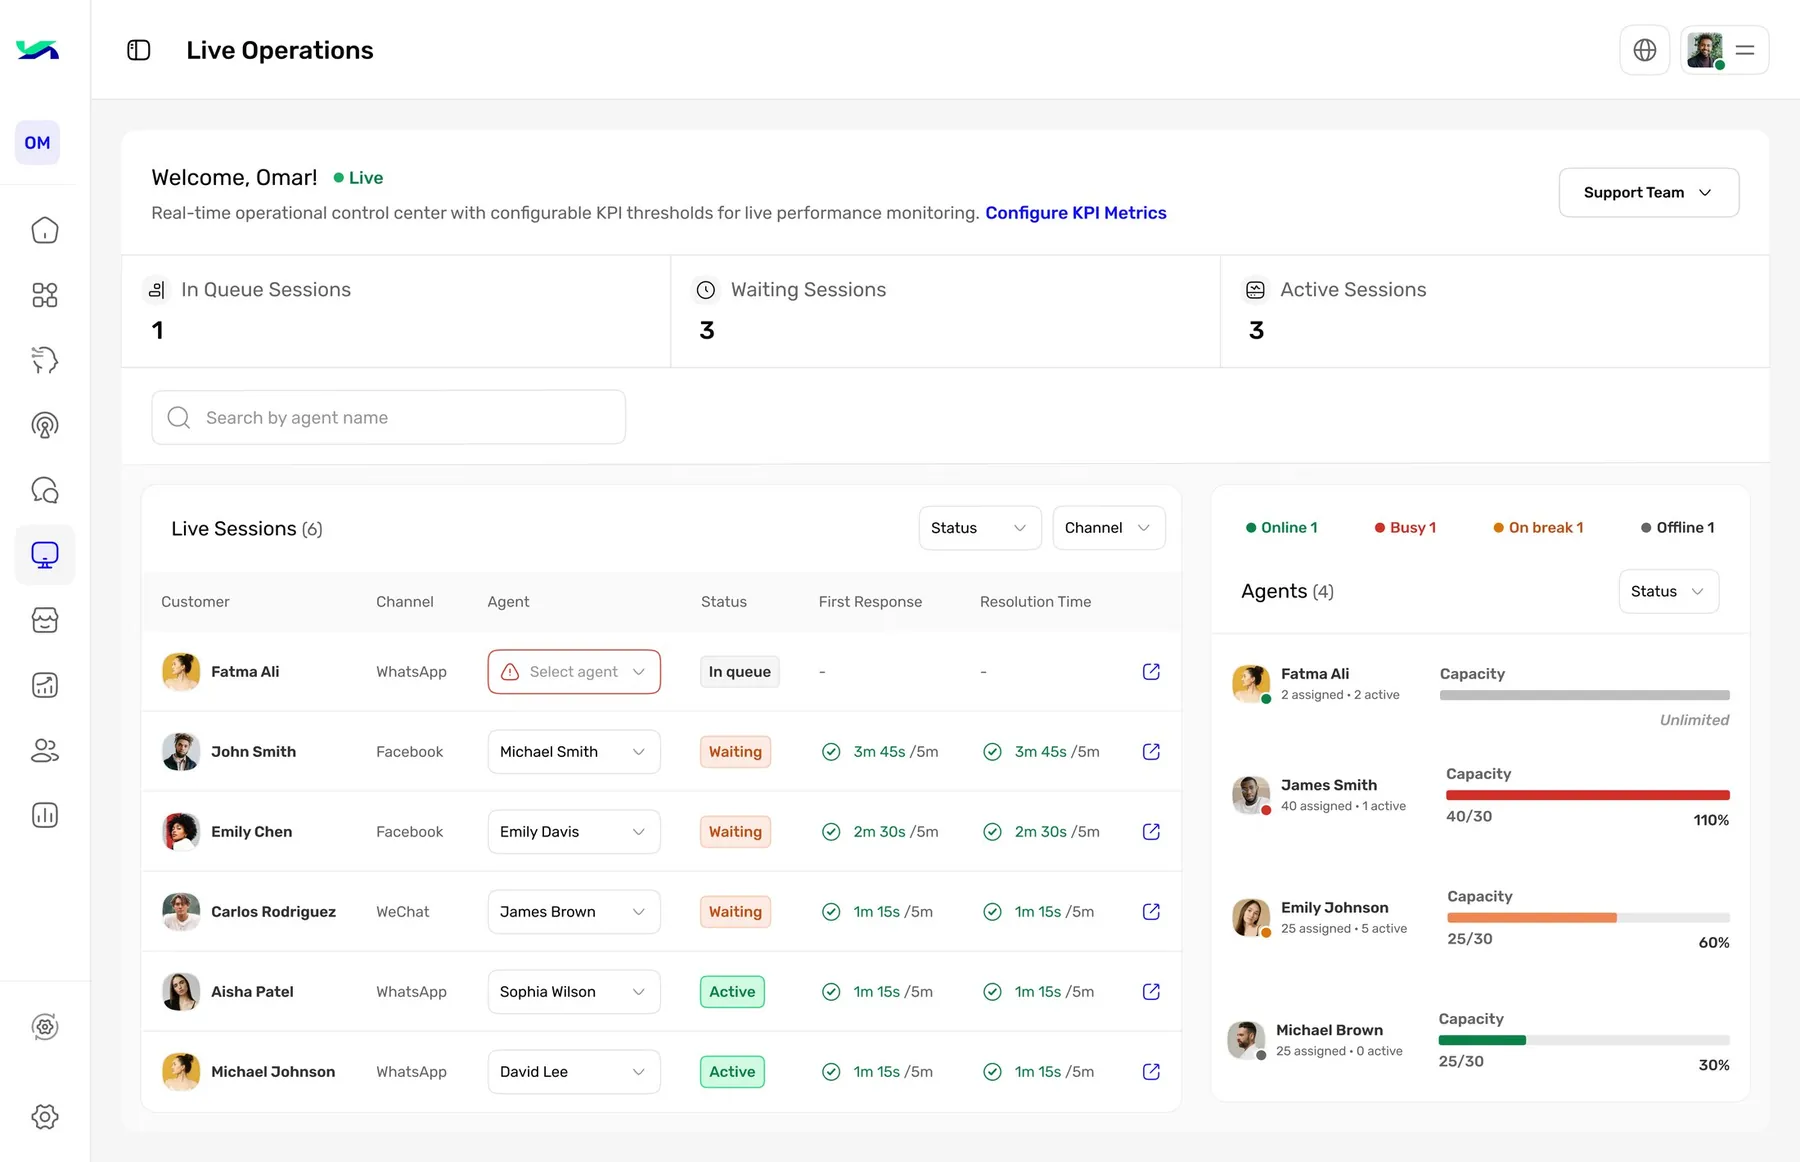 Live Operations
OM
Welcome, Omar! Live
Real-time operational control center with configurable KPI thresholds for live performance monitoring. Configure KPI Metrics
Support Team
In Queue Sessions
1
Waiting Sessions
3
Active Sessions
3
Search by agent name
Live Sessions (6)
Status
Channel
Customer Channel Agent Status First Response Resolution Time
Fatma Ali WhatsApp Select agent In queue - -
John Smith Facebook Michael Smith Waiting 3m 45s /5m 3m 45s /5m
Emily Chen Facebook Emily Davis Waiting 2m 30s /5m 2m 30s /5m
Carlos Rodriguez WeChat James Brown Waiting 1m 15s /5m 1m 15s /5m
Aisha Patel WhatsApp Sophia Wilson Active 1m 15s /5m 1m 15s /5m
Michael Johnson WhatsApp David Lee Active 1m 15s /5m 1m 15s /5m
Online 1 Busy 1 On break 1 Offline 1
Agents (4)
Status
Fatma Ali
2 assigned • 2 active
Capacity
Unlimited
James Smith
40 assigned • 1 active
Capacity
40/30
110%
Emily Johnson
25 assigned • 5 active
Capacity
25/30
60%
Michael Brown
25 assigned • 0 active
Capacity
25/30
30%